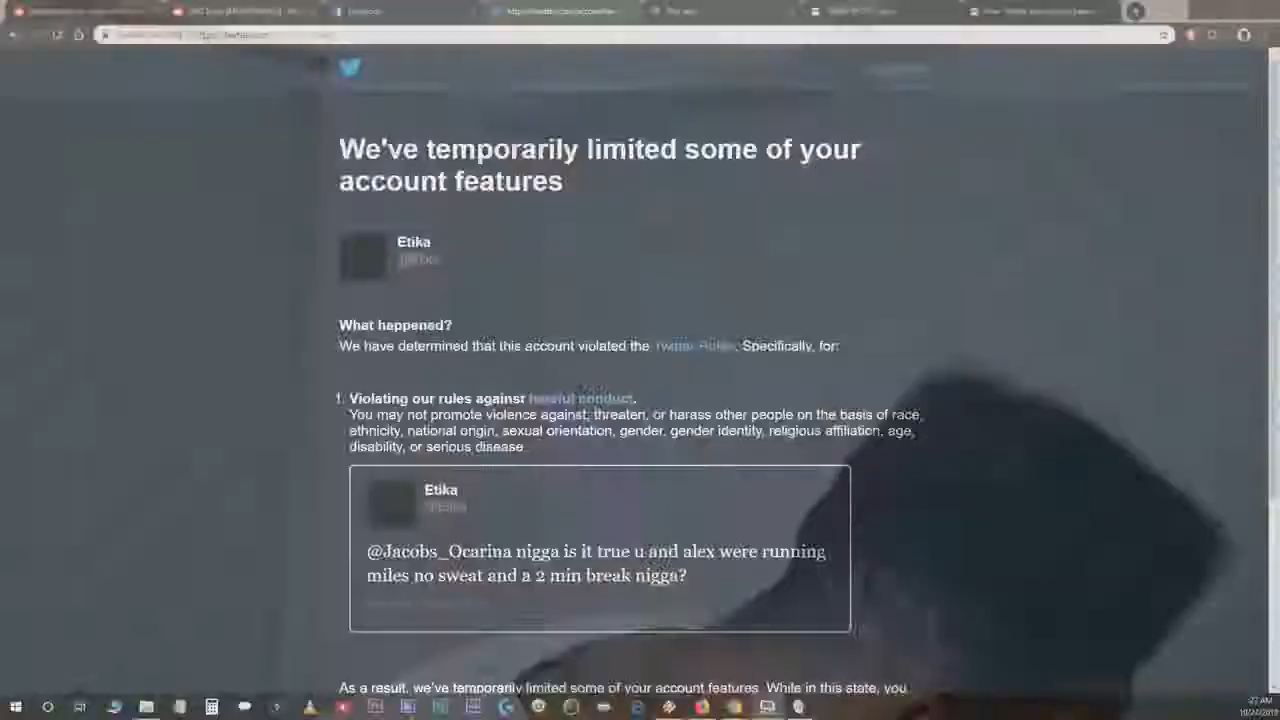 We've temporarily limited some of your
account features
Etika
What happened?
We have determined that this account violated the Twitter Rules. Specifically, for:
1. Violating our rules against hateful conduct.
You may not promote violence against, threaten, or harass other people on the basis of race,
ethnicity, national origin, sexual orientation, gender, gender identity, religious affiliation, age,
disability, or serious disease.
Etika
@Jacobs_Ocarina nigga is it true u and alex were running
miles no sweat and a 2 min break nigga?
As a result, we've temporarily limited some of your account features. While in this state, you